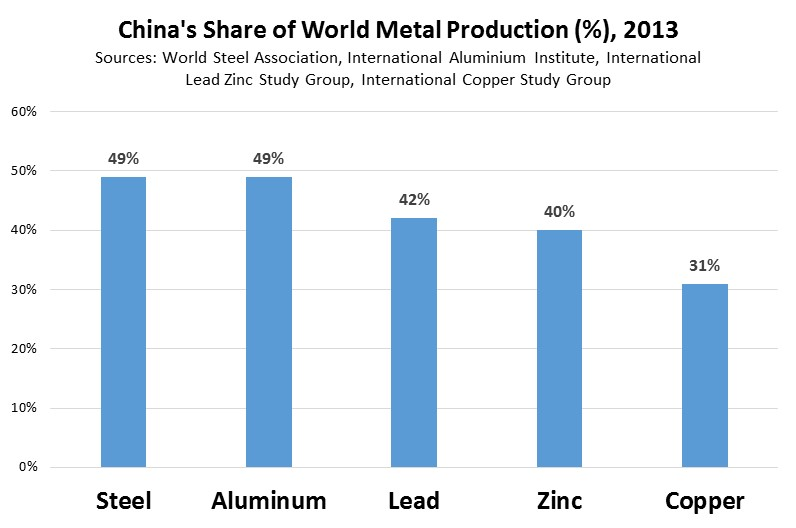 China's Share of World Metal Production (%), 2013
Sources: World Steel Association, International Aluminium Institute, International
Lead Zinc Study Group, International Copper Study Group
60%
50%
40%
30%
20%
10%
0%
49%
49%
42%
40%
31%
Steel
Aluminum
Lead
Zinc
Copper